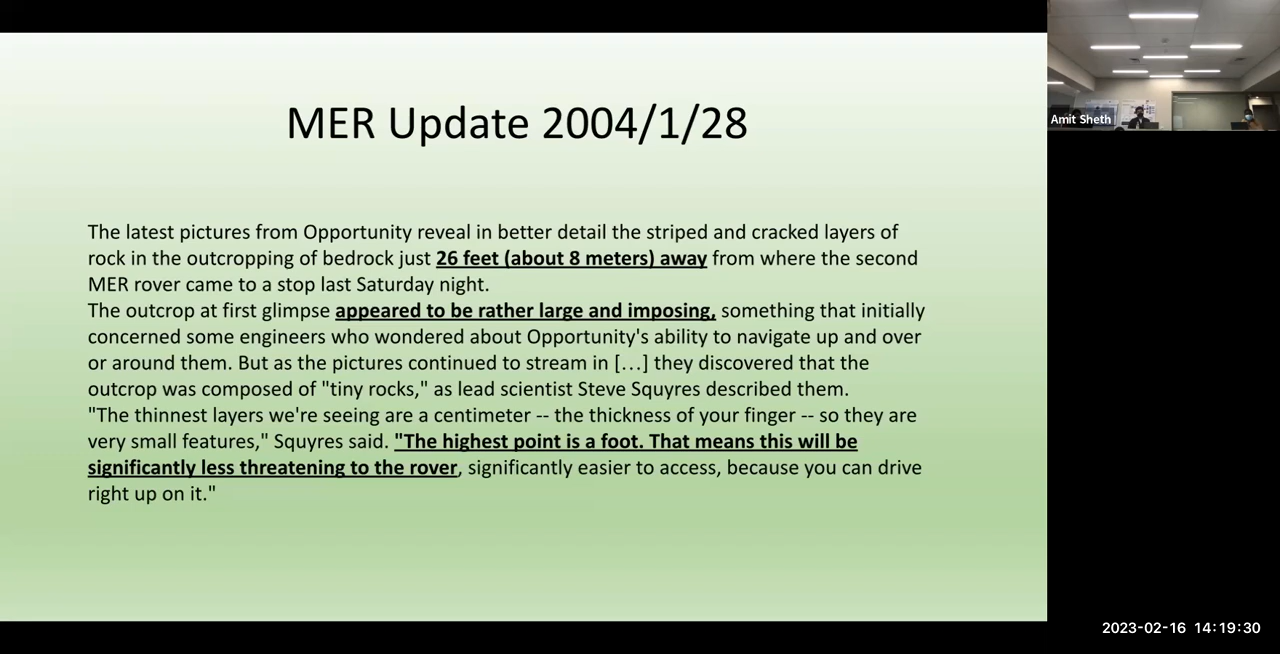 MER Update 2004/1/28
The latest pictures from Opportunity reveal in better detail the striped and cracked layers of
rock in the outcropping of bedrock just 26 feet (about 8 meters) away from where the second
MER rover came to a stop last Saturday night.
The outcrop at first glimpse appeared to be rather large and imposing, something that initially
concerned some engineers who wondered about Opportunity's ability to navigate up and over
or around them. But as the pictures continued to stream in […] they discovered that the
outcrop was composed of "tiny rocks," as lead scientist Steve Squyres described them.
"The thinnest layers we're seeing are a centimeter -- the thickness of your finger -- so they are
very small features," Squyres said. "The highest point is a foot. That means this will be
significantly less threatening to the rover, significantly easier to access, because you can drive
right up on it."
Amit Sheth
2023-02-16 14:19:30